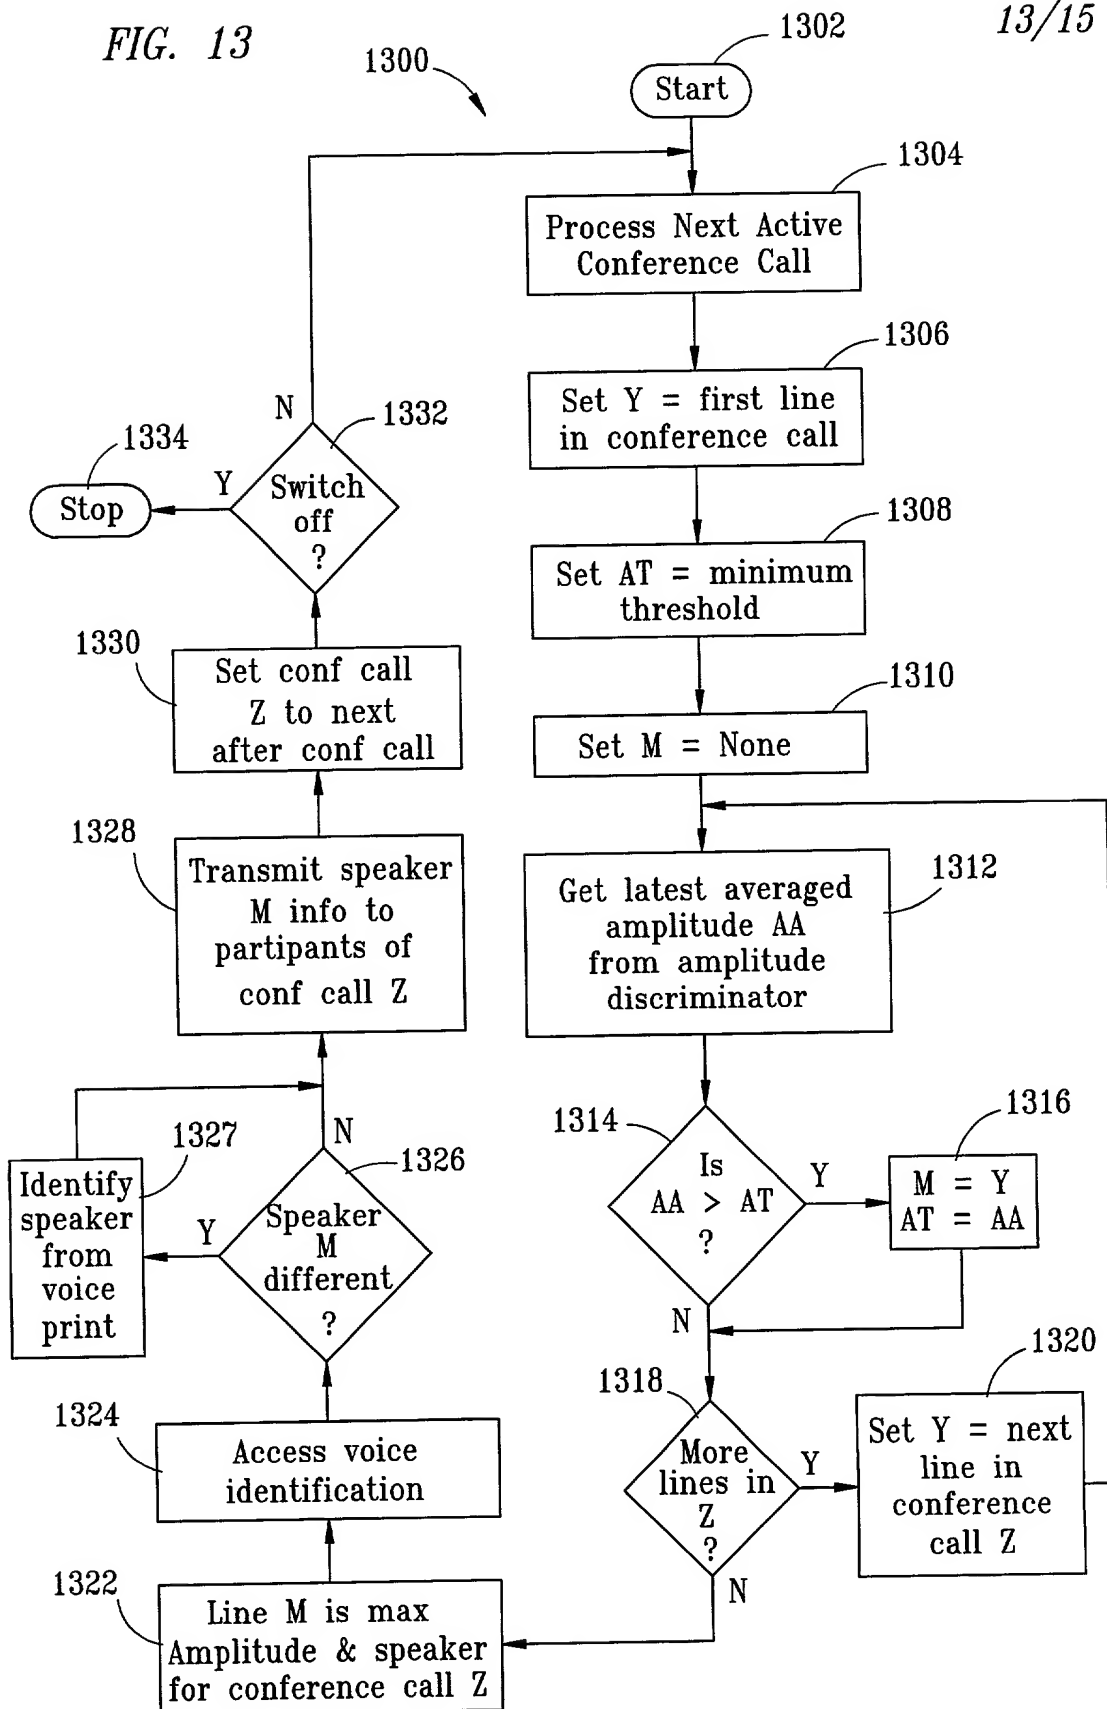 FIG. 13
13/15
1300
1302
Start
1304
Process Next Active
Conference Call
1306
Set Y = first line
in conference call
1308
Set AT = minimum
threshold
1310
Set M = None
1312
Get latest averaged
amplitude AA
from amplitude
discriminator
1314
Is
AA > AT
?
Y
N
1316
M = Y
AT = AA
1318
More
lines in
Z
?
Y
N
1320
Set Y = next
line in
conference
call Z
1322
Line M is max
Amplitude & speaker
for conference call Z
1324
Access voice
identification
1326
Speaker
M
different
?
Y
N
1327
Identify
speaker
from
voice
print
1328
Transmit speaker
M info to
partipants of
conf call Z
1330
Set conf call
Z to next
after conf call
1332
Switch
off
?
N
Y
1334
Stop